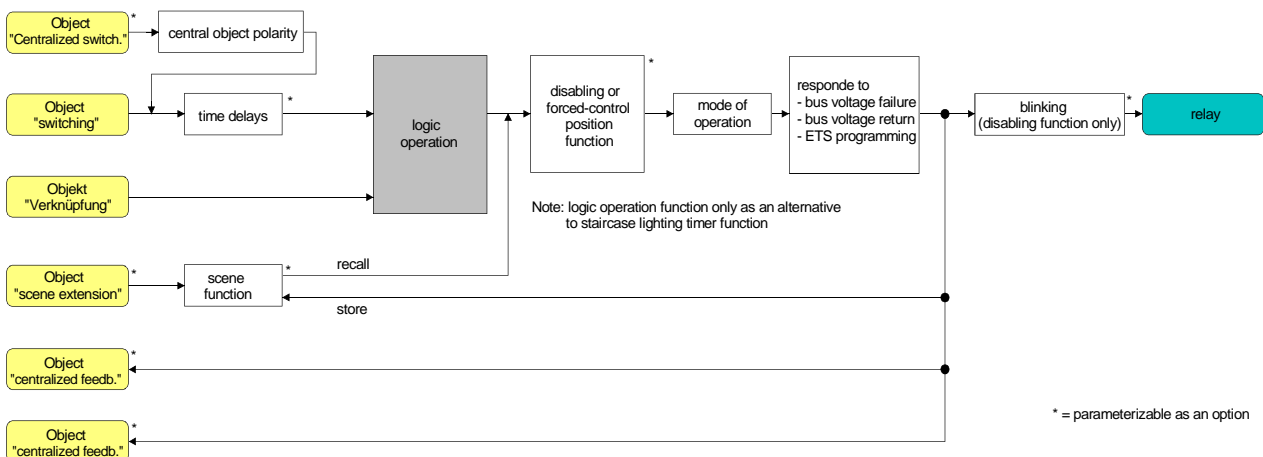 Object
"Centralized switch."
*
central object polarity
Object
"switching"
time delays
*
logic
operation
disabling or
forced-control
position
function
*
mode of
operation
responde to
- bus voltage failure
- bus voltage return
- ETS programming
blinking
(disabling function only)
*
relay
Objekt
"Verknüpfung"
Note: logic operation function only as an alternative
to staircase lighting timer function
Object
"scene extension"
*
scene
function
*
recall
store
Object
"centralized feedb."
*
* = parameterizable as an option
Object
"centralized feedb."
*